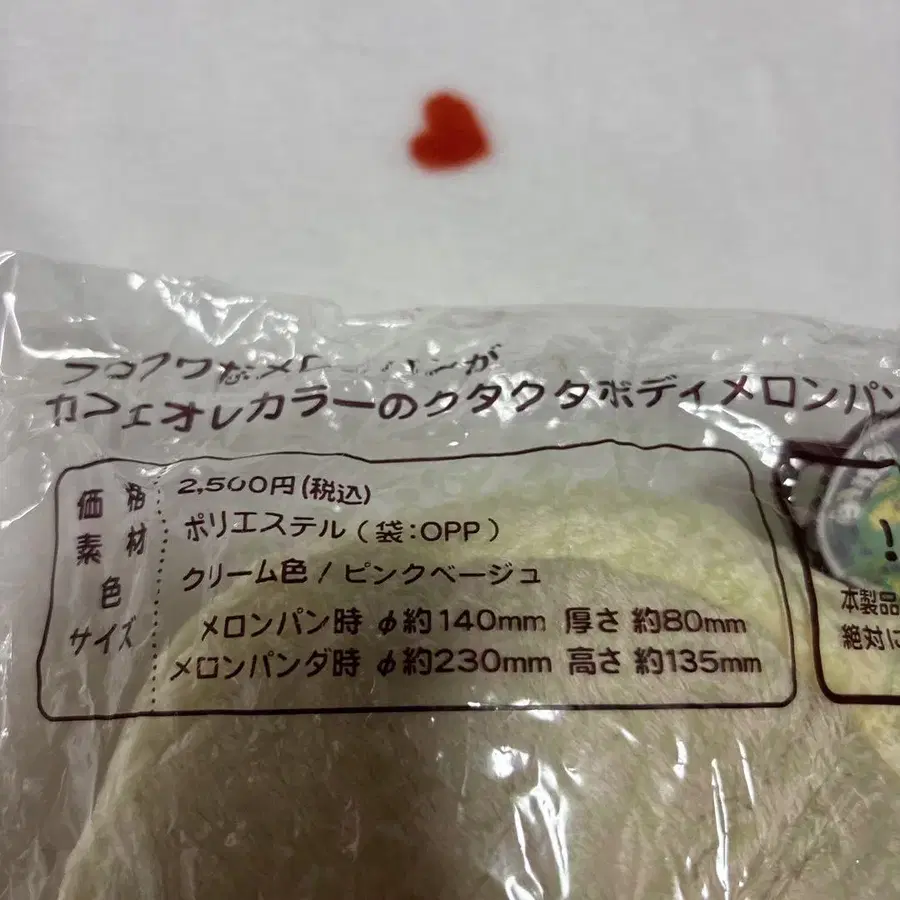 フカフカなメロンパンが
カフェオレカラーのクタクタボディメロンパン
価格 2,500円(税込)
素材 ポリエステル(袋:OPP)
色 クリーム色/ピンクベージュ
サイズ メロンパン時 φ約140mm 厚さ 約80mm
メロンパンダ時 φ約230mm 高さ 約135mm
!
本製品
絶対に